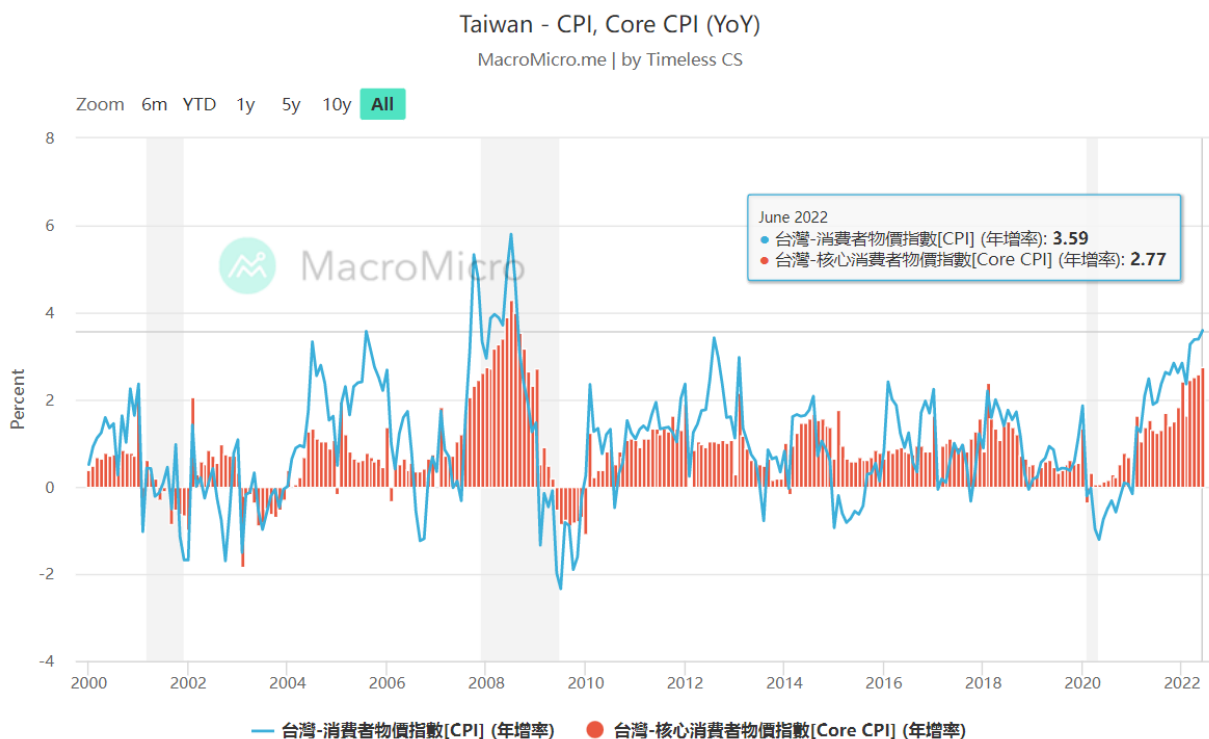 Taiwan - CPI, Core CPI (YoY)
MacroMicro.me | by Timeless CS
Zoom 6m YTD 1y 5y 10y All
8
6
4
2
0
-2
-4
Percent
MacroMicro
June 2022
台灣-消費者物價指數[CPI] (年增率): 3.59
台灣-核心消費者物價指數[Core CPI] (年增率): 2.77
2000 2002 2004 2006 2008 2010 2012 2014 2016 2018 2020 2022
台灣-消費者物價指數[CPI] (年增率) 台灣-核心消費者物價指數[Core CPI] (年增率)